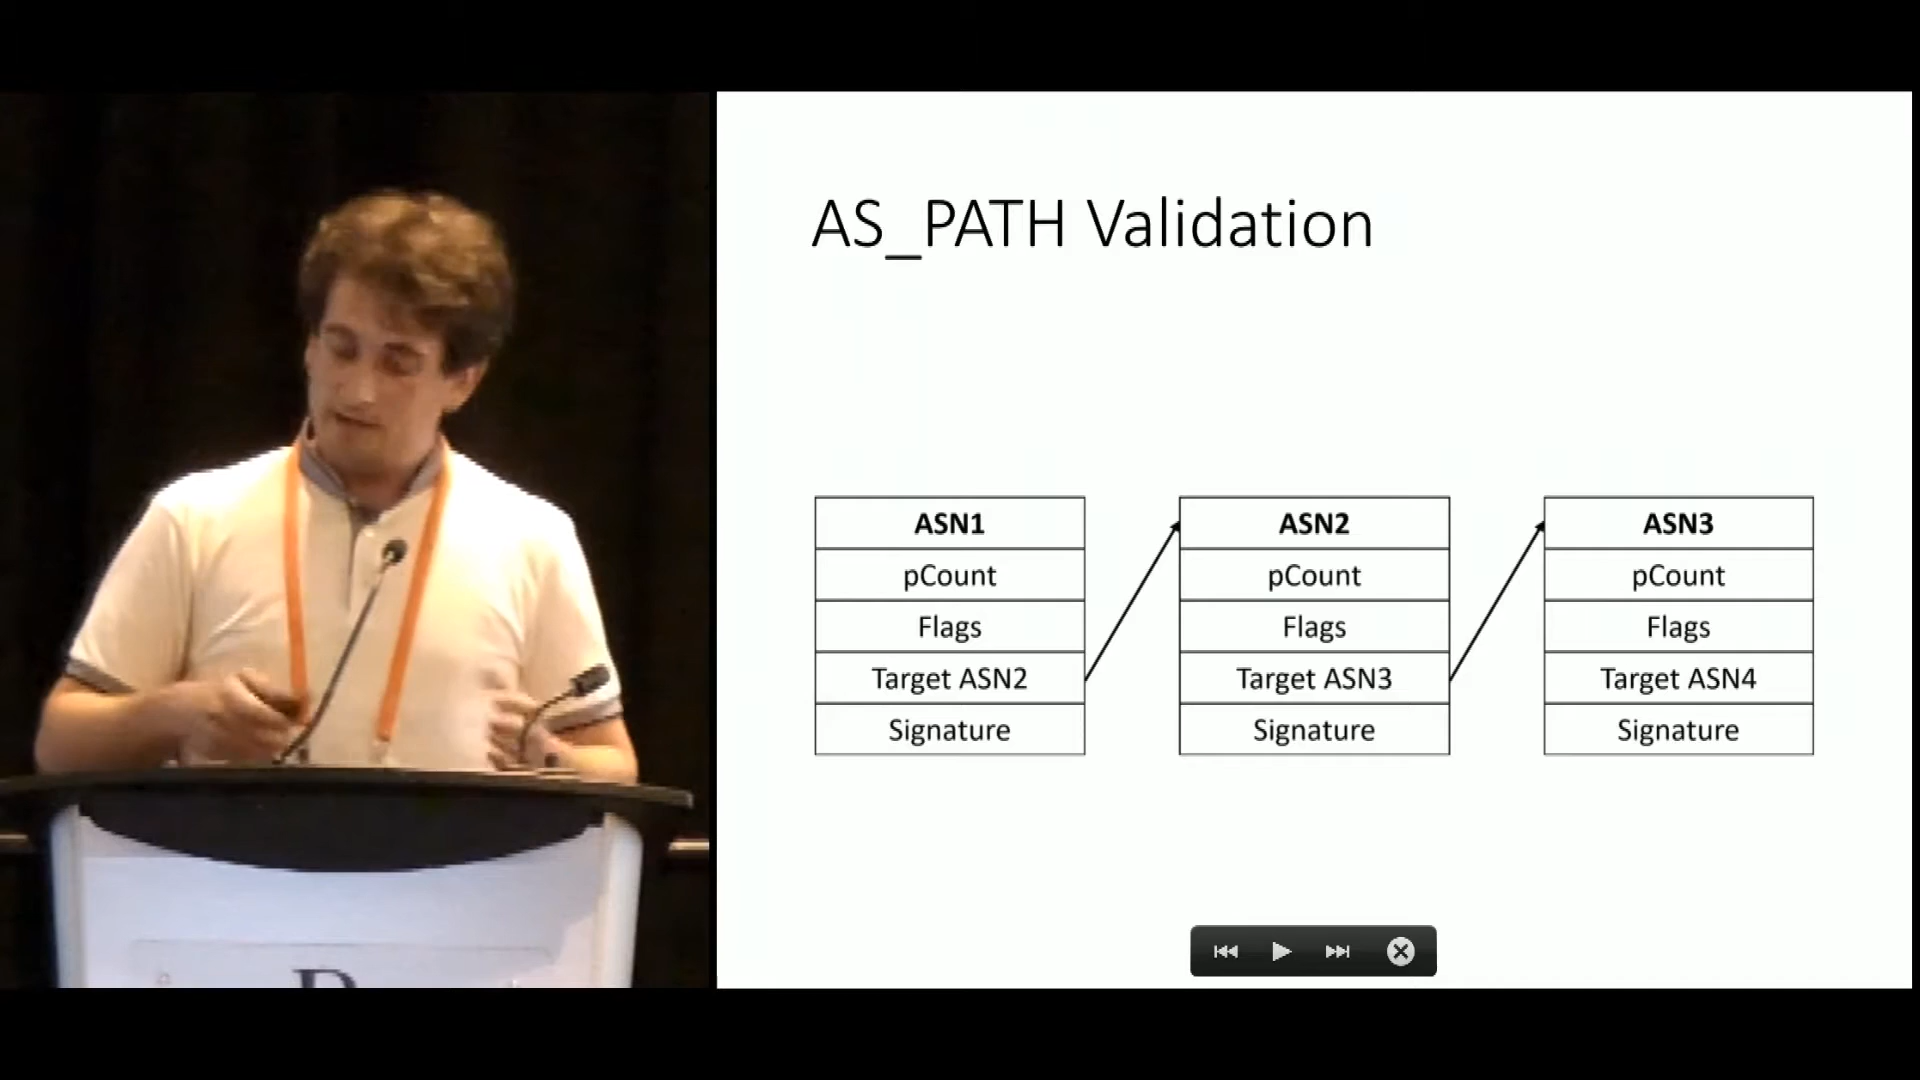 AS_PATH Validation
ASN1
pCount
Flags
Target ASN2
Signature
ASN2
pCount
Flags
Target ASN3
Signature
ASN3
pCount
Flags
Target ASN4
Signature